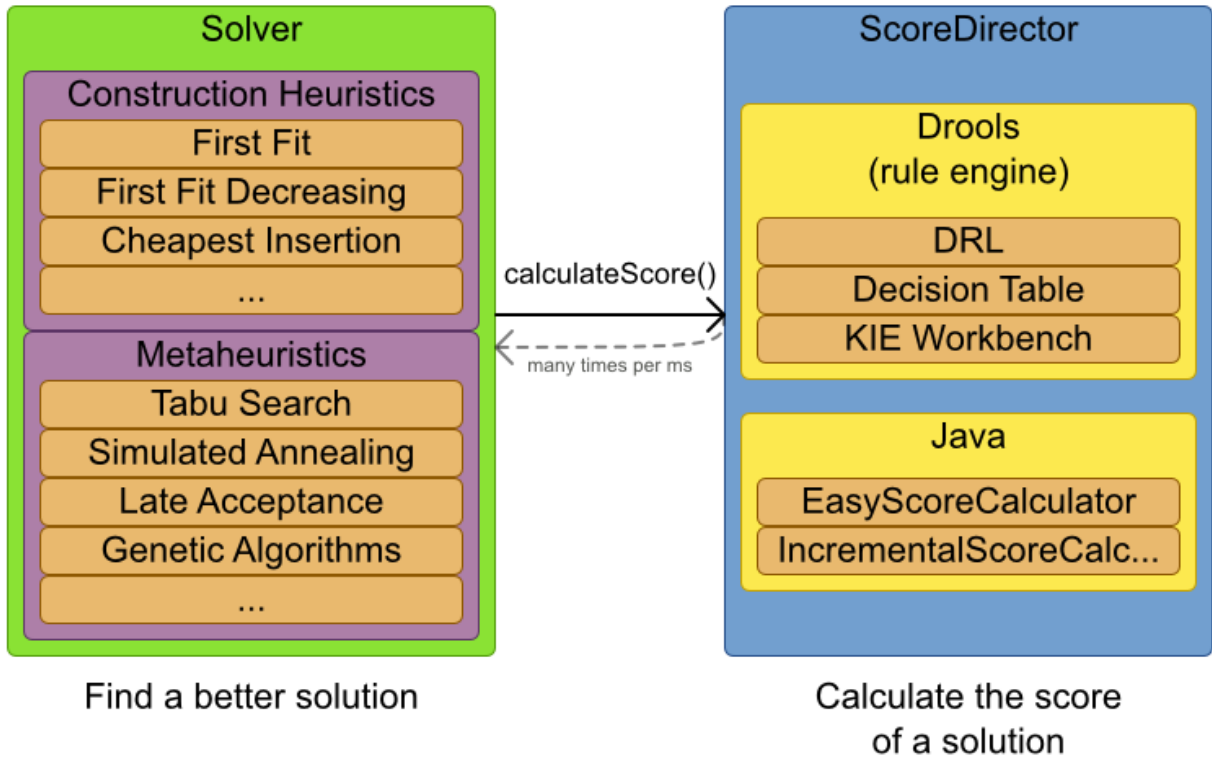 Solver
Construction Heuristics
First Fit
First Fit Decreasing
Cheapest Insertion
...
Metaheuristics
Tabu Search
Simulated Annealing
Late Acceptance
Genetic Algorithms
...
Find a better solution
calculateScore()
many times per ms
ScoreDirector
Drools
(rule engine)
DRL
Decision Table
KIE Workbench
Java
EasyScoreCalculator
IncrementalScoreCalc...
Calculate the score
of a solution